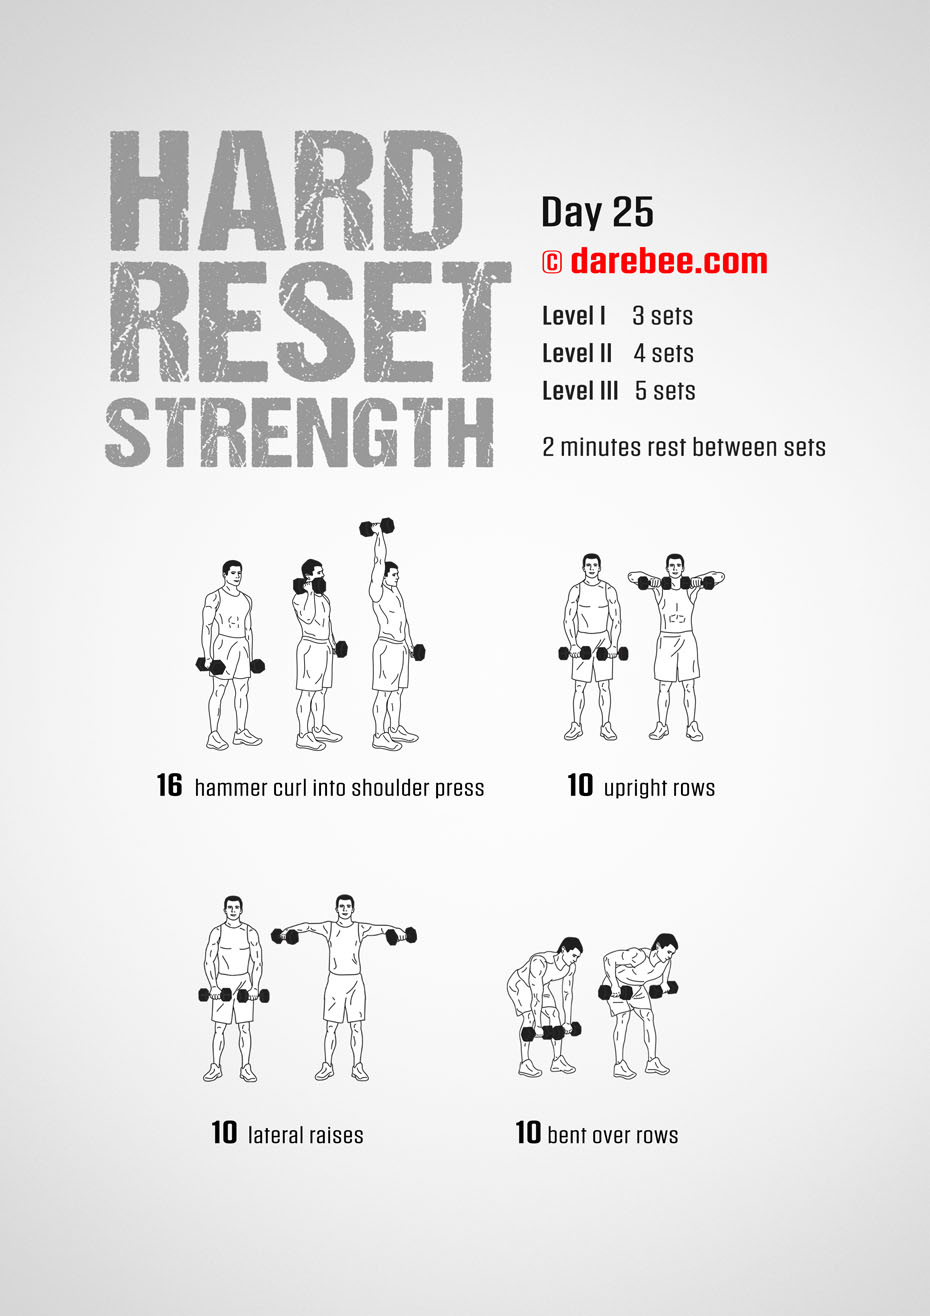 HARD
RESET
STRENGTH
Day 25
© darebee.com
Level I 3 sets
Level II 4 sets
Level III 5 sets
2 minutes rest between sets
16 hammer curl into shoulder press
10 upright rows
10 lateral raises
10 bent over rows